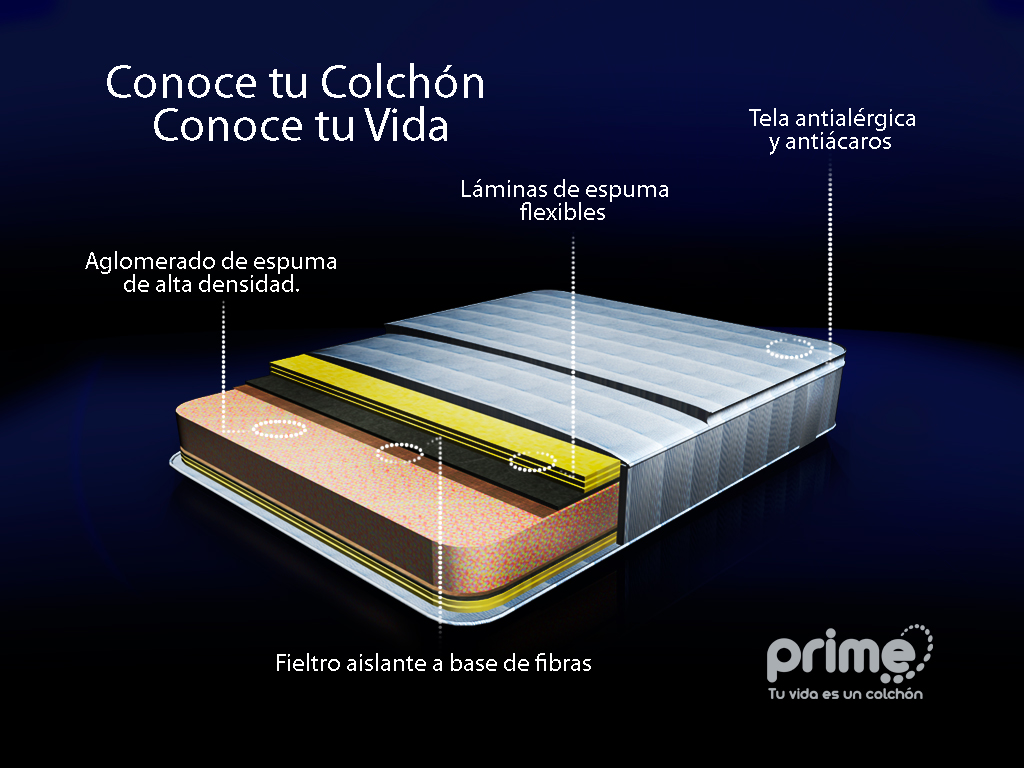 Conoce tu Colchón
Conoce tu Vida
Tela antialérgica
y antiácaros
Láminas de espuma
flexibles
Aglomerado de espuma
de alta densidad.
Fieltro aislante a base de fibras
prime
Tu vida es un colchón